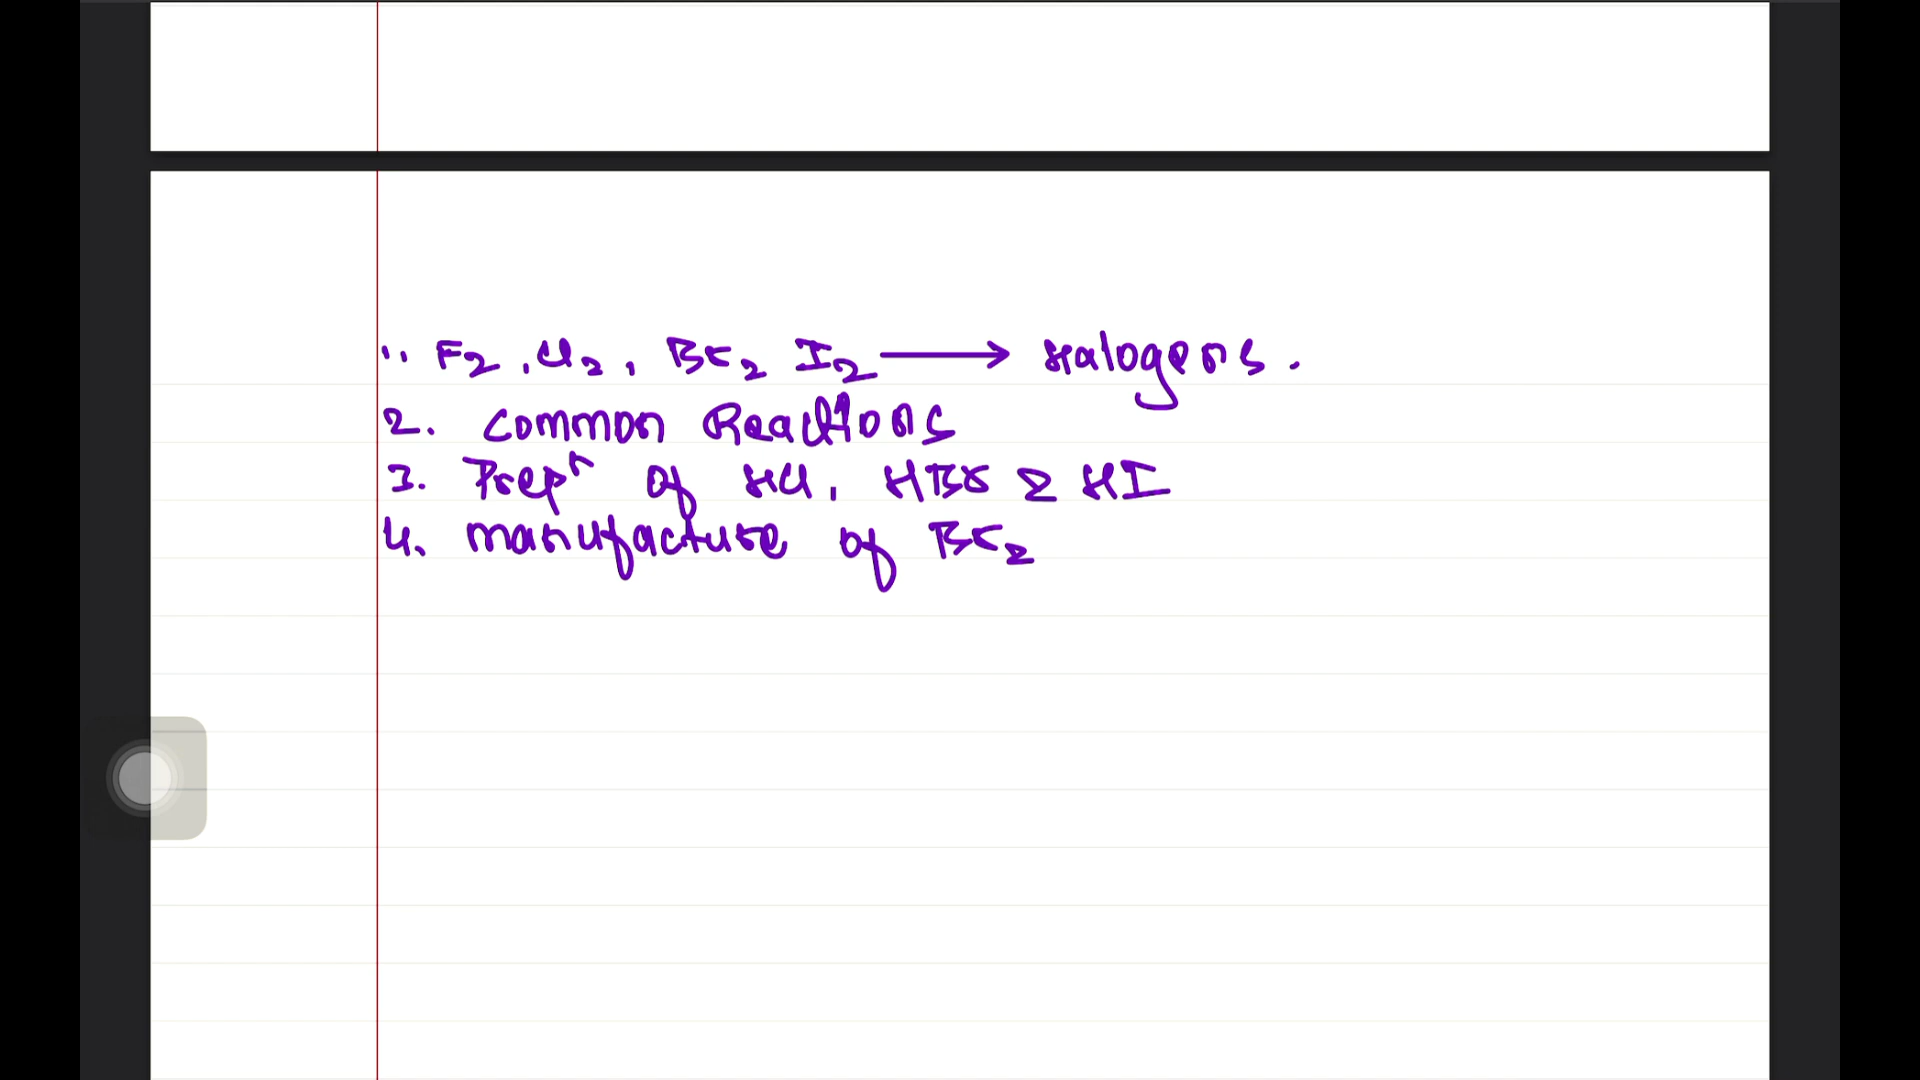 1. F2, Cl2, Br2 I2 ⟶ Halogens.
2. Common Reactions
3. Prepn of HCl, HBr & HI
4. manufacture of Br2